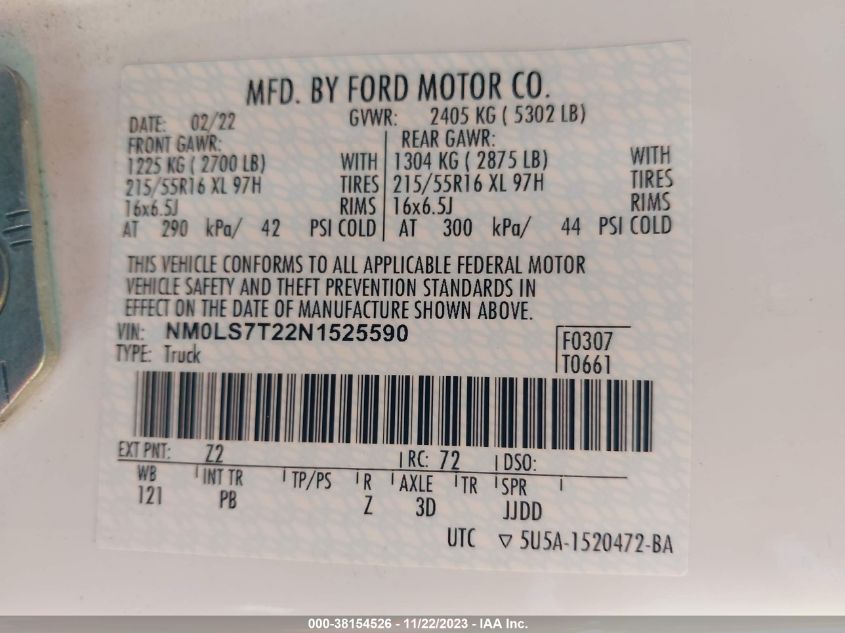 MFD. BY FORD MOTOR CO.
DATE: 02/22 GVWR: 2405 KG ( 5302 LB)
FRONT GAWR: REAR GAWR:
1225 KG ( 2700 LB) WITH 1304 KG ( 2875 LB) WITH
215/55R16 XL 97H TIRES 215/55R16 XL 97H TIRES
16x6.5J RIMS 16x6.5J RIMS
AT 290 kPa/ 42 PSI COLD AT 300 kPa/ 44 PSI COLD
THIS VEHICLE CONFORMS TO ALL APPLICABLE FEDERAL MOTOR
VEHICLE SAFETY AND THEFT PREVENTION STANDARDS IN
EFFECT ON THE DATE OF MANUFACTURE SHOWN ABOVE.
VIN: NM0LS7T22N1525590 F0307
TYPE: Truck T0661
EXT PNT: Z2 RC: 72 DSO:
WB INT TR TP/PS R AXLE TR SPR
121 PB Z 3D JJDD
UTC ▽ 5U5A-1520472-BA
000-38154526 - 11/22/2023 - IAA Inc.